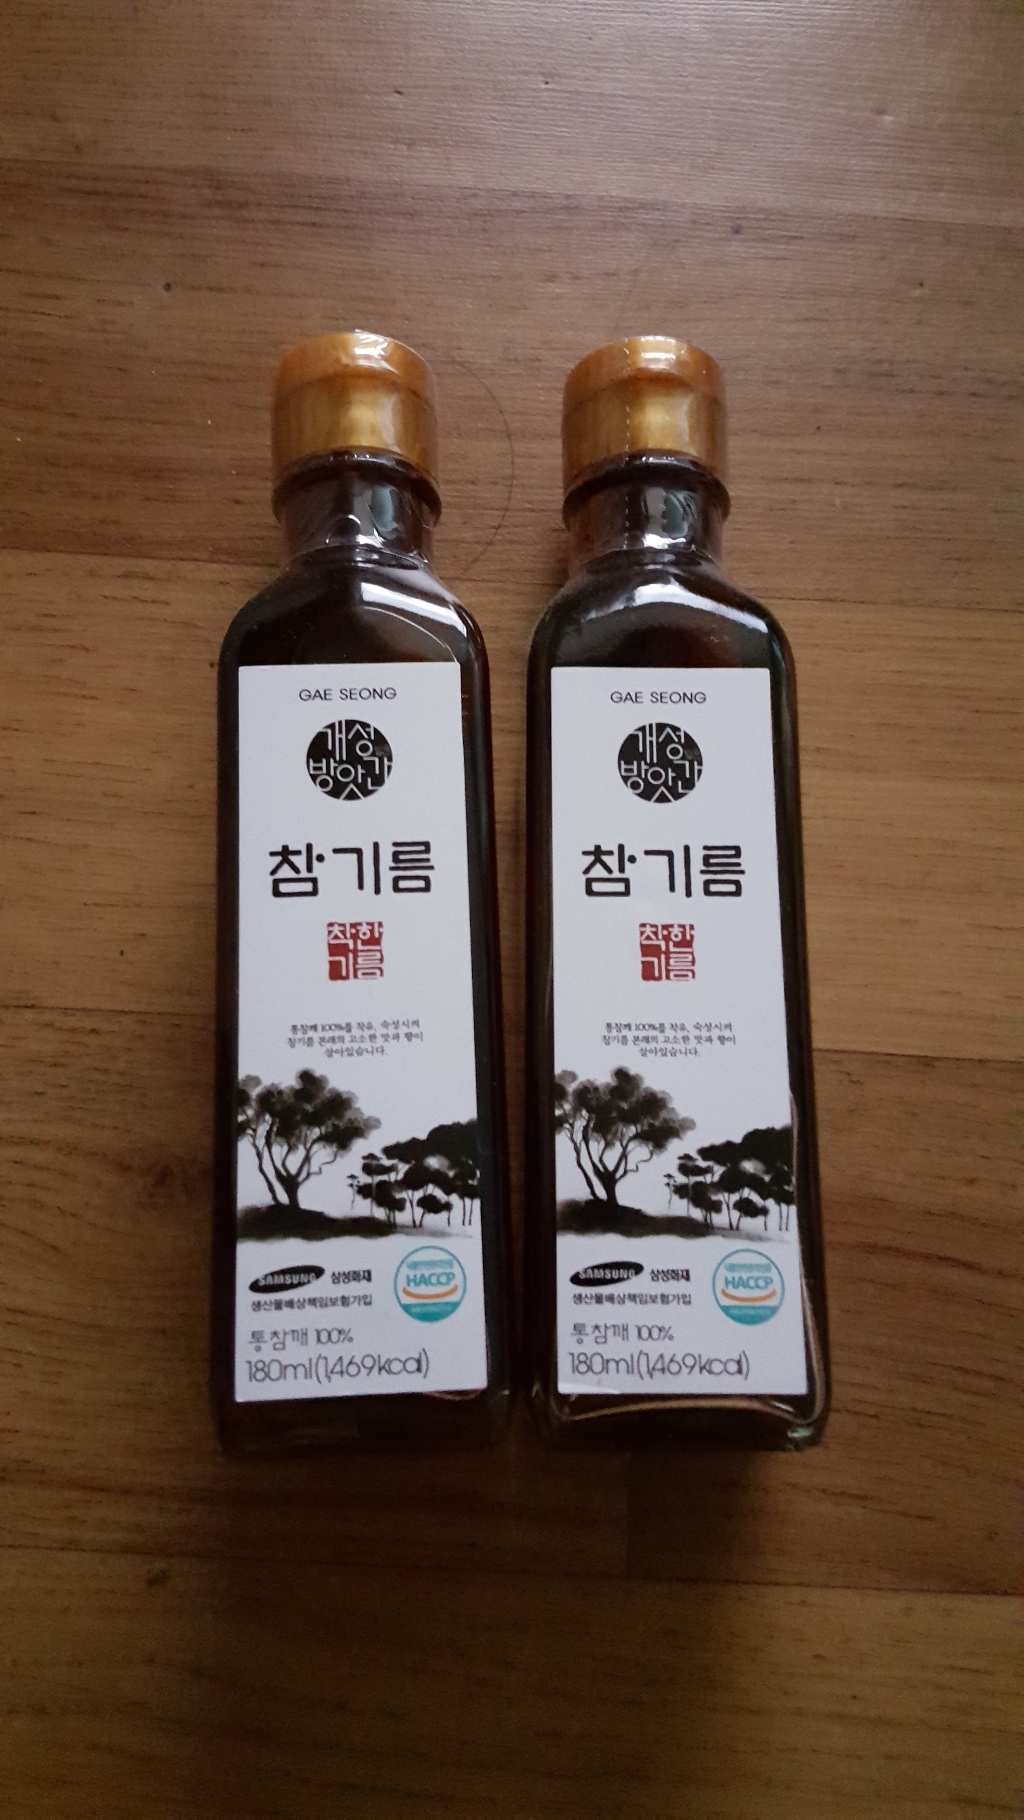 GAE SEONG
개성
방앗간
참기름
착한
기름
통참깨 100%를 착유, 숙성시켜
참기름 본래의 고소한 맛과 향이
살아있습니다.
SAMSUNG 삼성화재
생산물배상책임보험가입
HACCP
통참깨 100%
180ml(1,469kcal)
GAE SEONG
개성
방앗간
참기름
착한
기름
통참깨 100%를 착유, 숙성시켜
참기름 본래의 고소한 맛과 향이
살아있습니다.
SAMSUNG 삼성화재
생산물배상책임보험가입
HACCP
통참깨 100%
180ml(1,469kcal)